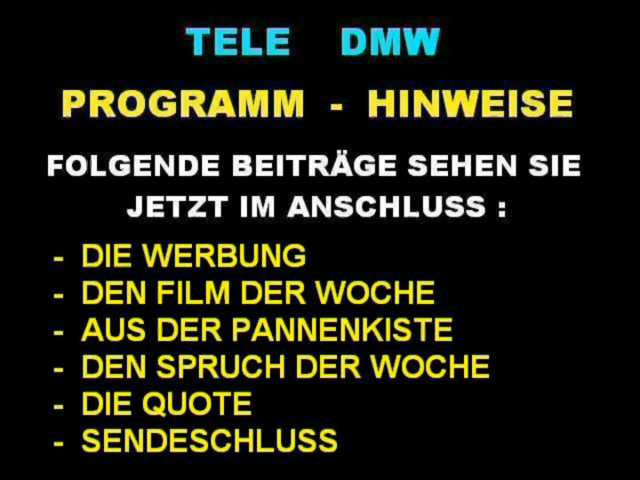 TELE DMW
PROGRAMM - HINWEISE
FOLGENDE BEITRÄGE SEHEN SIE
JETZT IM ANSCHLUSS :
- DIE WERBUNG
- DEN FILM DER WOCHE
- AUS DER PANNENKISTE
- DEN SPRUCH DER WOCHE
- DIE QUOTE
- SENDESCHLUSS